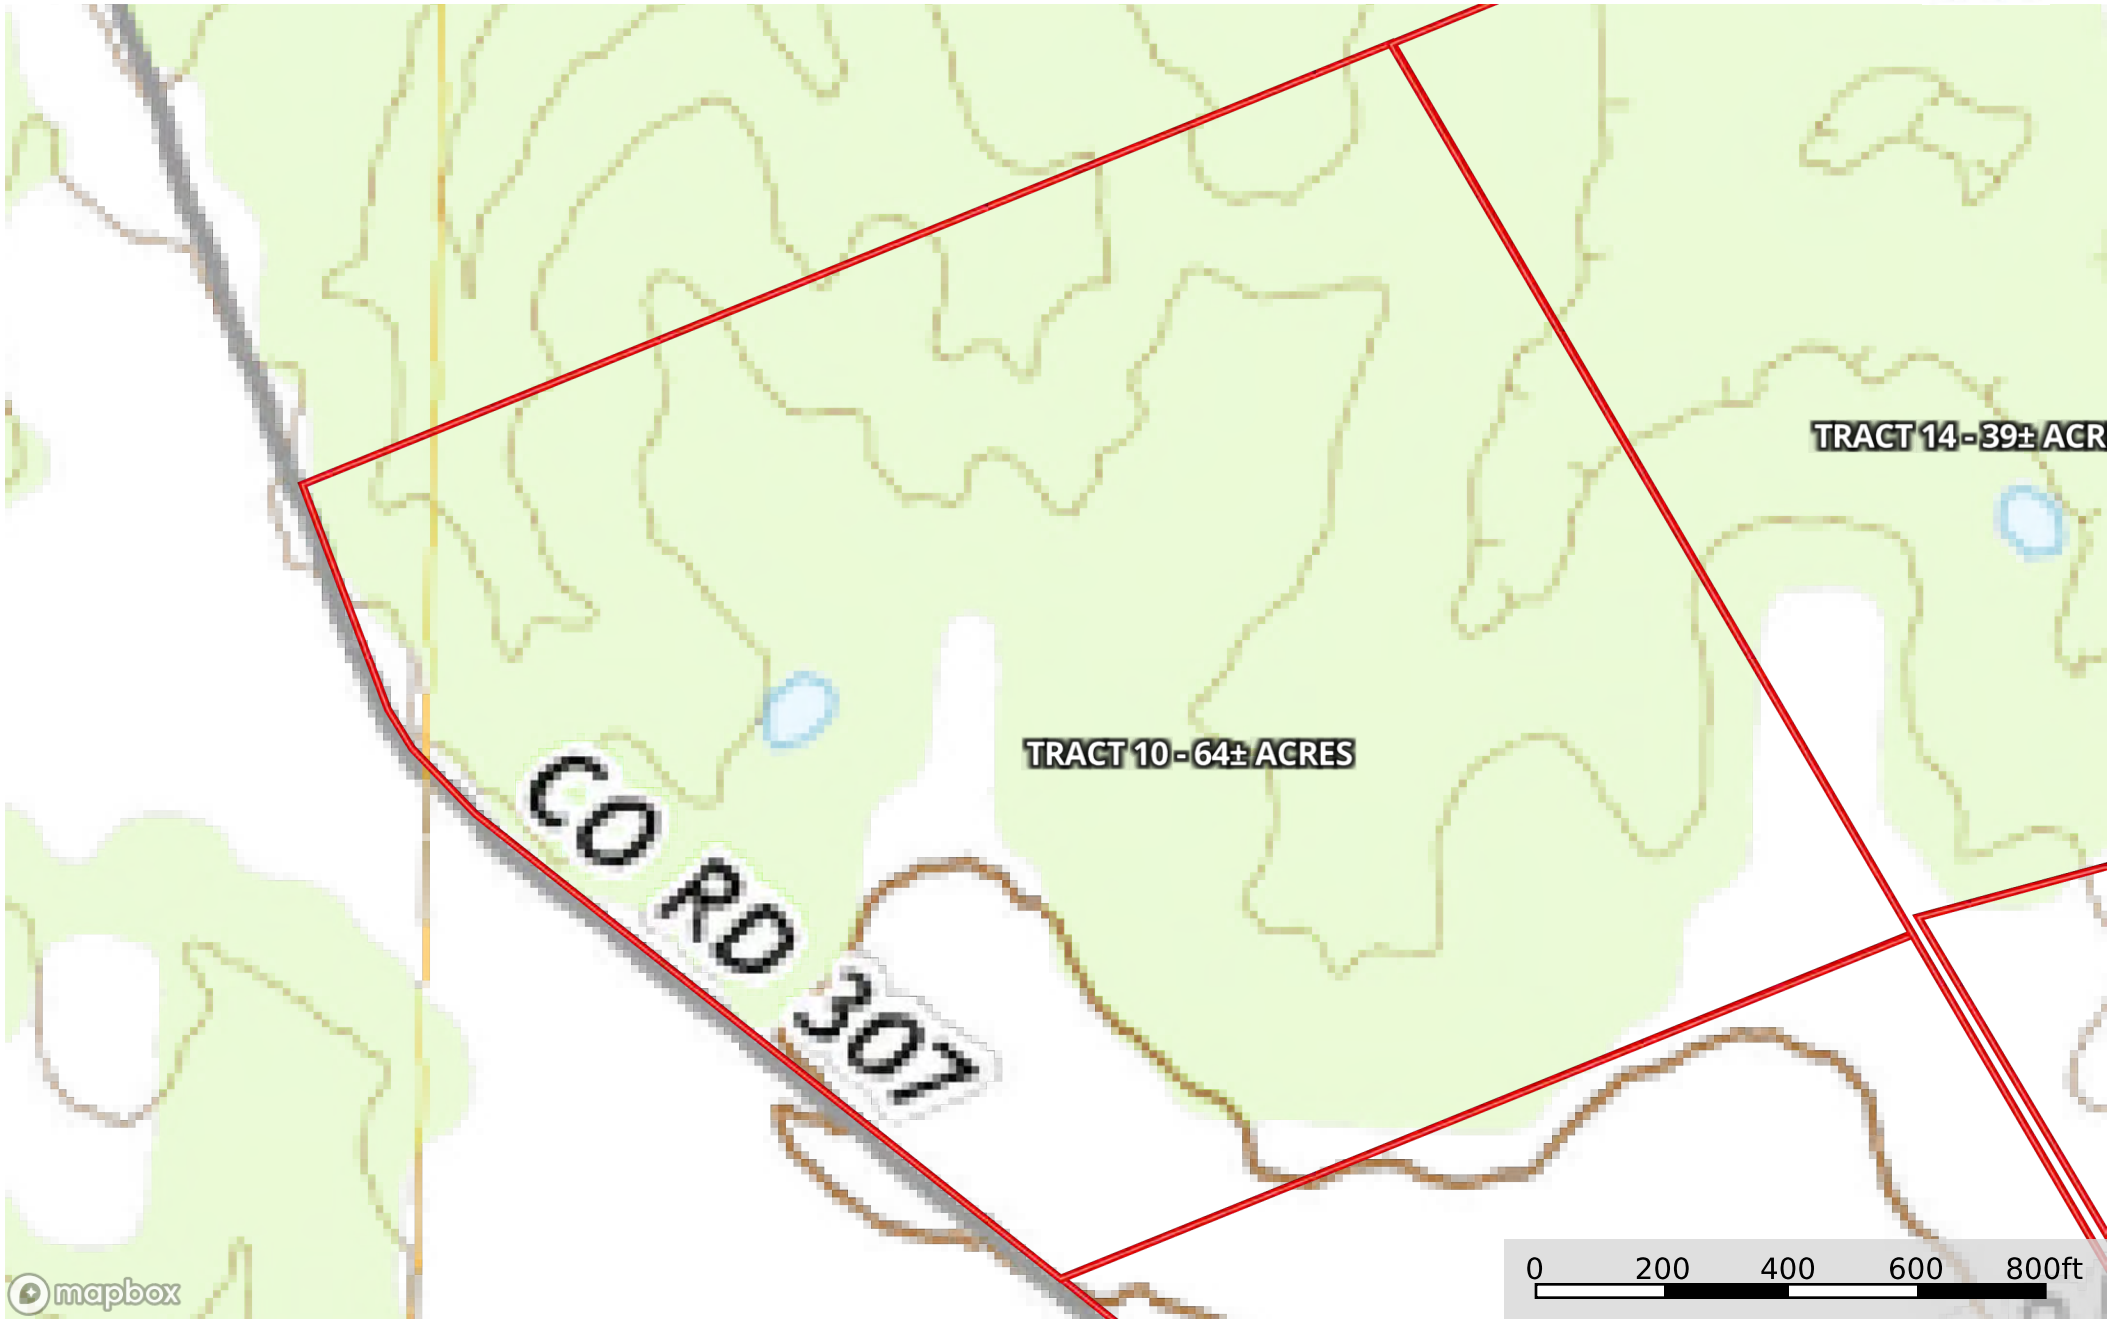 TRACT 14 - 39± ACR
TRACT 10 - 64± ACRES
CO RD 307
0 200 400 600 800ft
mapbox